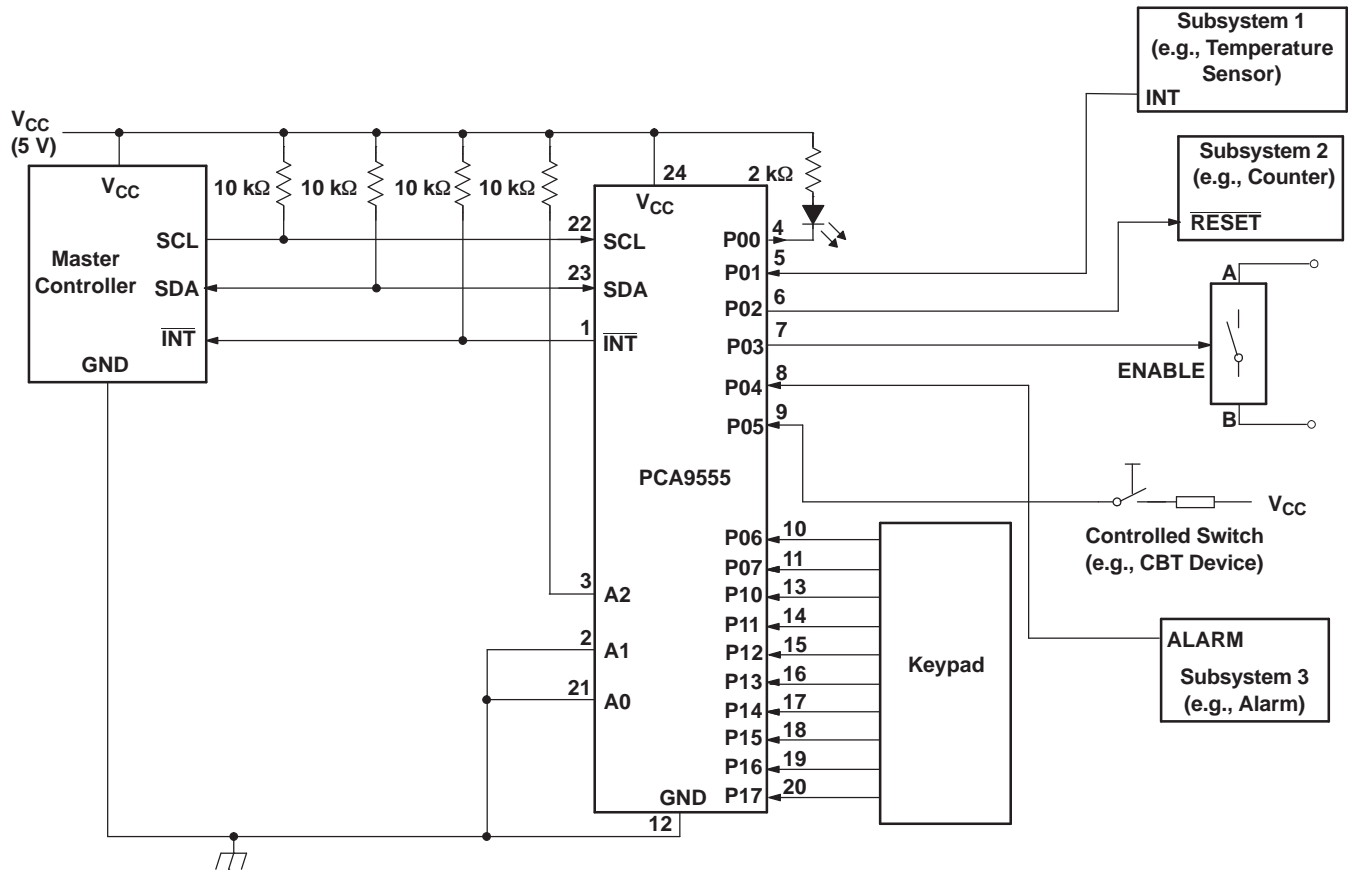 Subsystem 1
(e.g., Temperature
Sensor)
INT
VCC
(5 V)
VCC
SCL
Master
Controller
SDA
INT
GND
10 kΩ
10 kΩ
10 kΩ
10 kΩ
24
2 kΩ
VCC
22
SCL
23
SDA
1
INT
3
A2
2
A1
21
A0
PCA9555
GND
12
P00
4
P01
5
P02
6
P03
7
P04
8
P05
9
P06
10
P07
11
P10
13
P11
14
P12
15
P13
16
P14
17
P15
18
P16
19
P17
20
Subsystem 2
(e.g., Counter)
RESET
A
ENABLE
B
VCC
Controlled Switch
(e.g., CBT Device)
Keypad
ALARM
Subsystem 3
(e.g., Alarm)